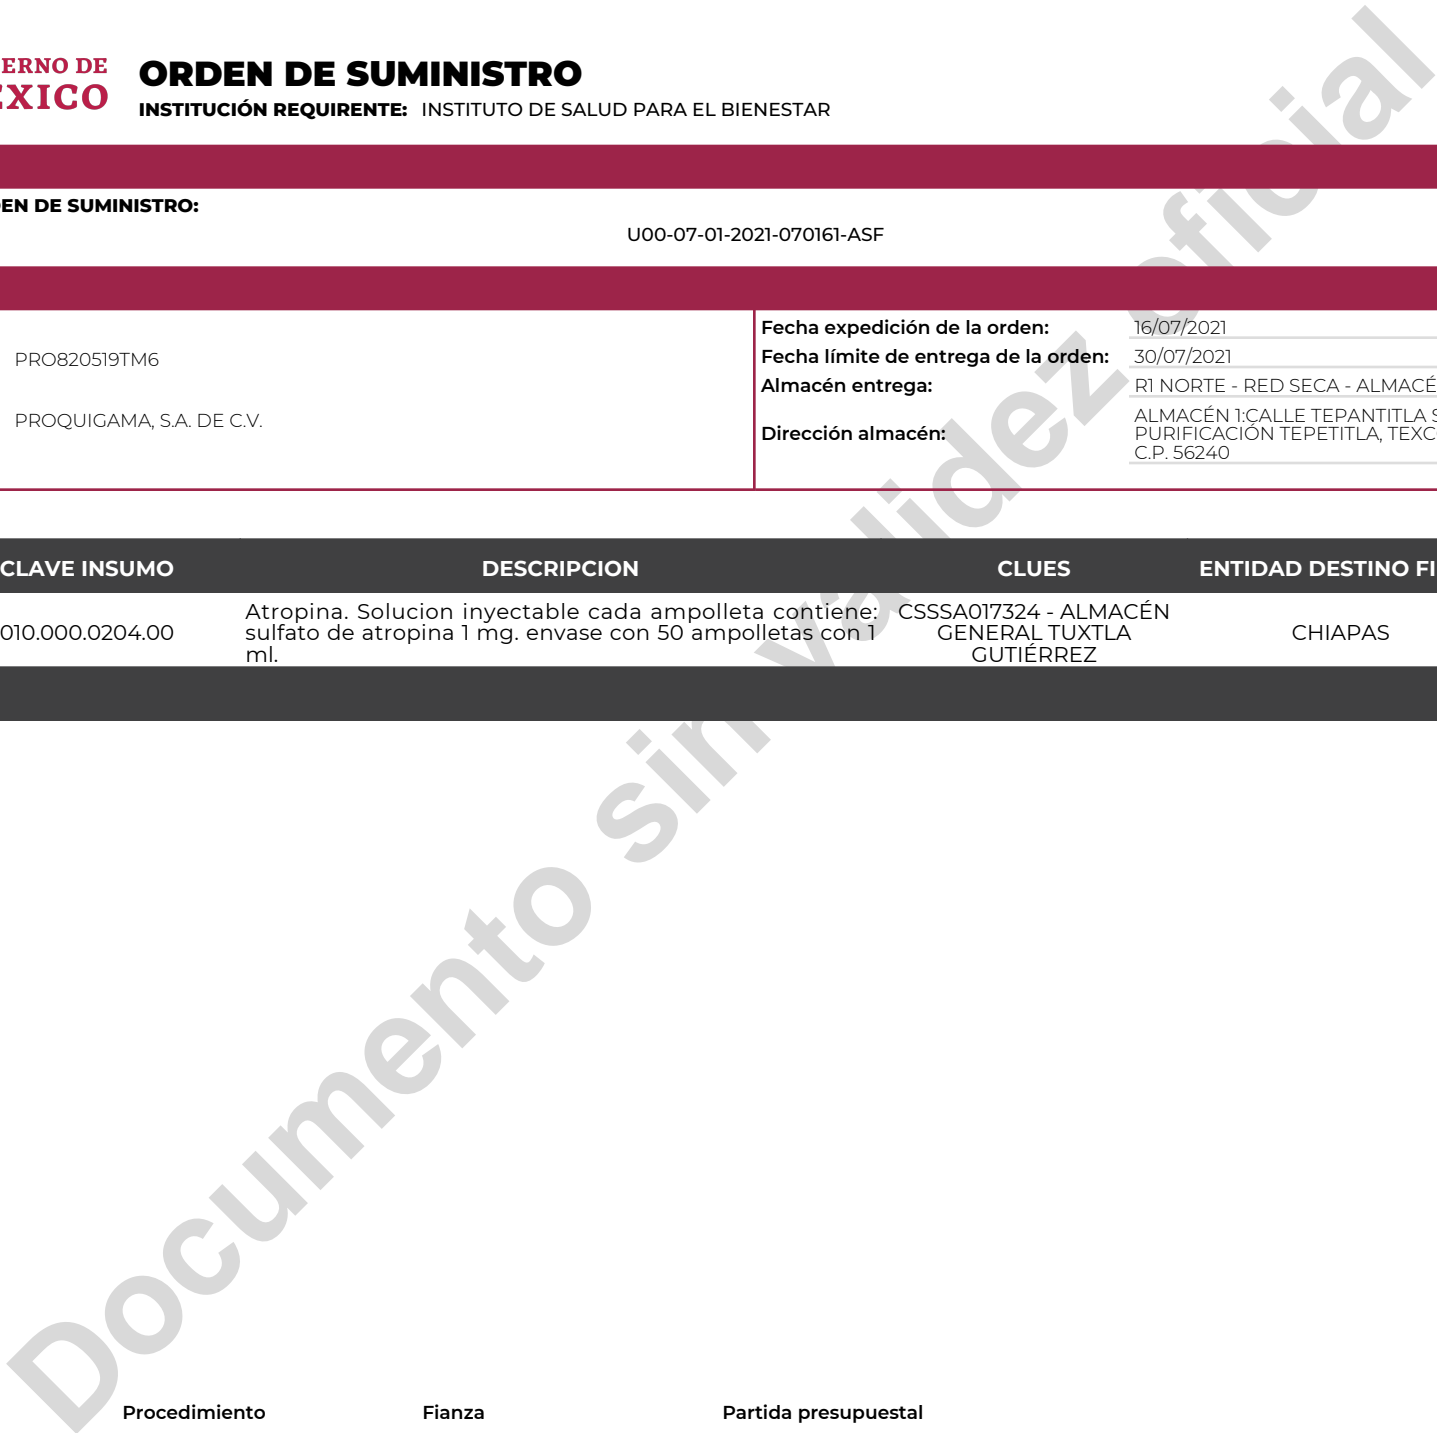 ERNO DE
EXICO
ORDEN DE SUMINISTRO
INSTITUCIÓN REQUIRENTE: INSTITUTO DE SALUD PARA EL BIENESTAR
EN DE SUMINISTRO:
U00-07-01-2021-070161-ASF
PRO820519TM6
PROQUIGAMA, S.A. DE C.V.
Fecha expedición de la orden: 16/07/2021
Fecha límite de entrega de la orden: 30/07/2021
Almacén entrega: R1 NORTE - RED SECA - ALMACÉ
Dirección almacén:
ALMACÉN 1:CALLE TEPANTITLA S
PURIFICACIÓN TEPETITLA, TEXC
C.P. 56240
CLAVE INSUMO DESCRIPCION CLUES ENTIDAD DESTINO FI
010.000.0204.00
Atropina. Solucion inyectable cada ampolleta contiene:
sulfato de atropina 1 mg. envase con 50 ampolletas con 1
ml.
CSSSA017324 - ALMACÉN
GENERAL TUXTLA
GUTIÉRREZ
CHIAPAS
Documento sin validez oficial
Procedimiento Fianza Partida presupuestal